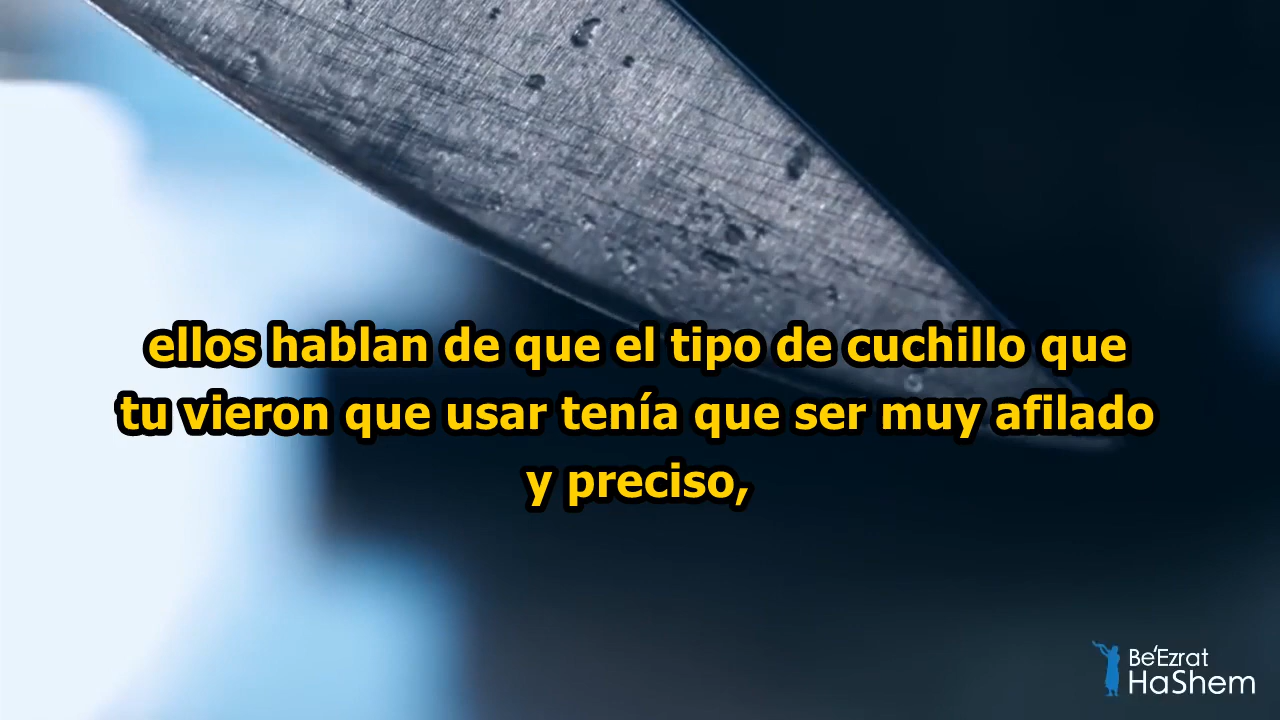 ellos hablan de que el tipo de cuchillo que
tu vieron que usar tenía que ser muy afilado
y preciso,
Be'Ezrat
HaShem